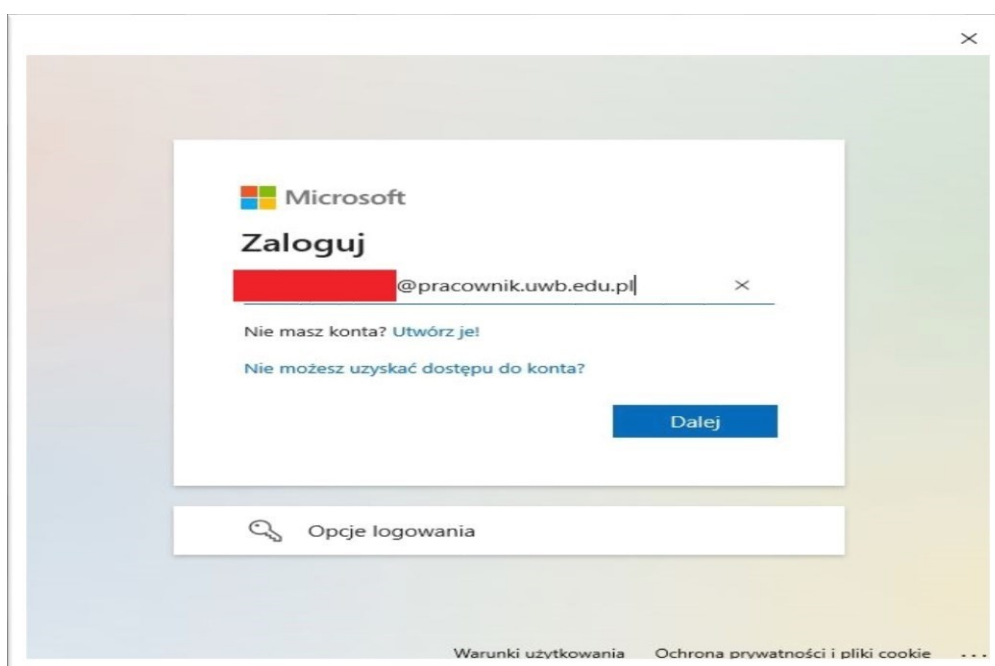 Microsoft
Zaloguj
@pracownik.uwb.edu.pl
Nie masz konta? Utwórz je!
Nie możesz uzyskać dostępu do konta?
Dalej
Opcje logowania
Warunki użytkowania Ochrona prywatności i pliki cookie ...